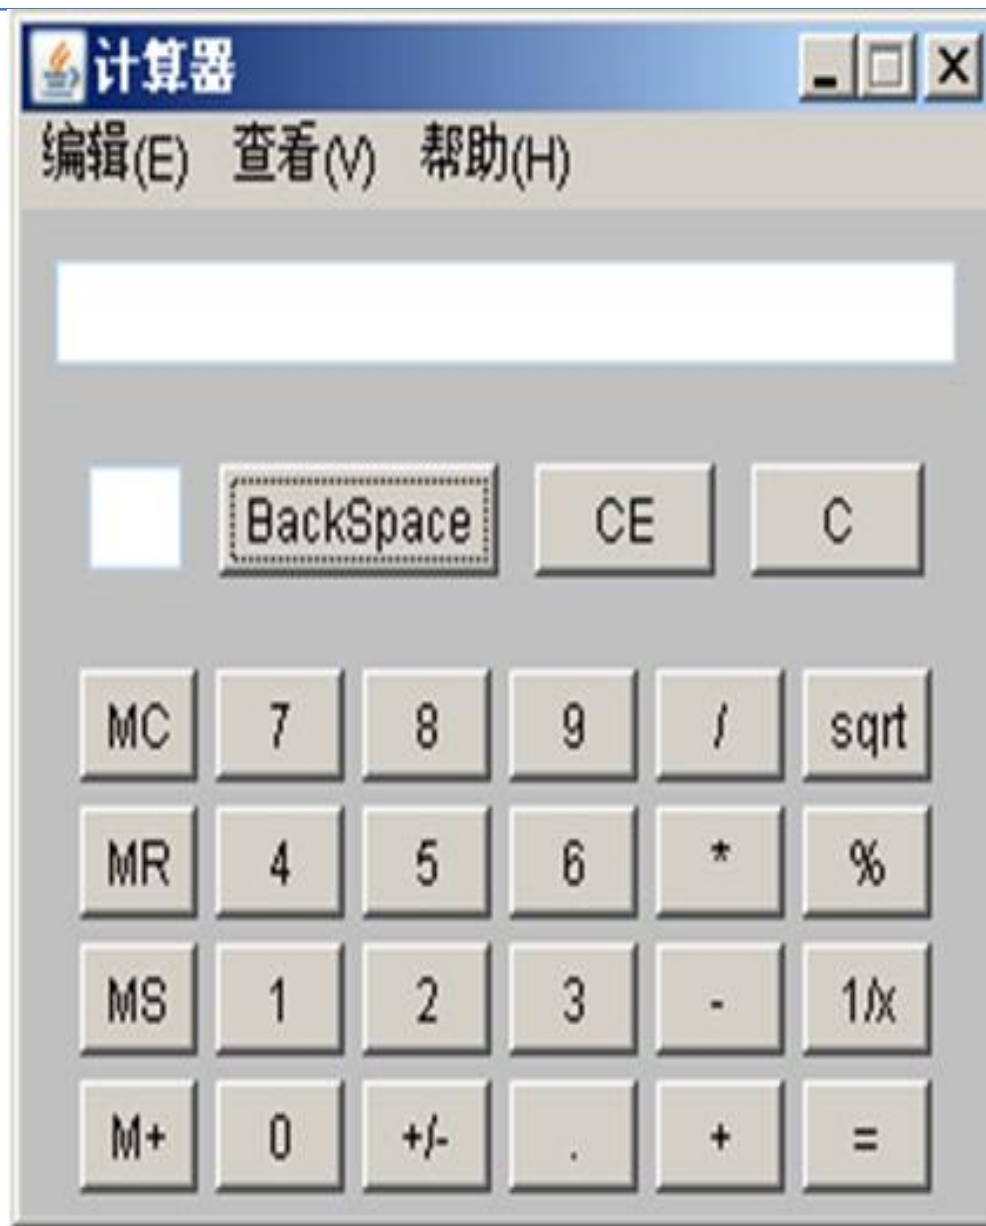 计算器
编辑(E) 查看(V) 帮助(H)
BackSpace CE C
MC 7 8 9 / sqrt
MR 4 5 6 * %
MS 1 2 3 - 1/x
M+ 0 +/- . + =